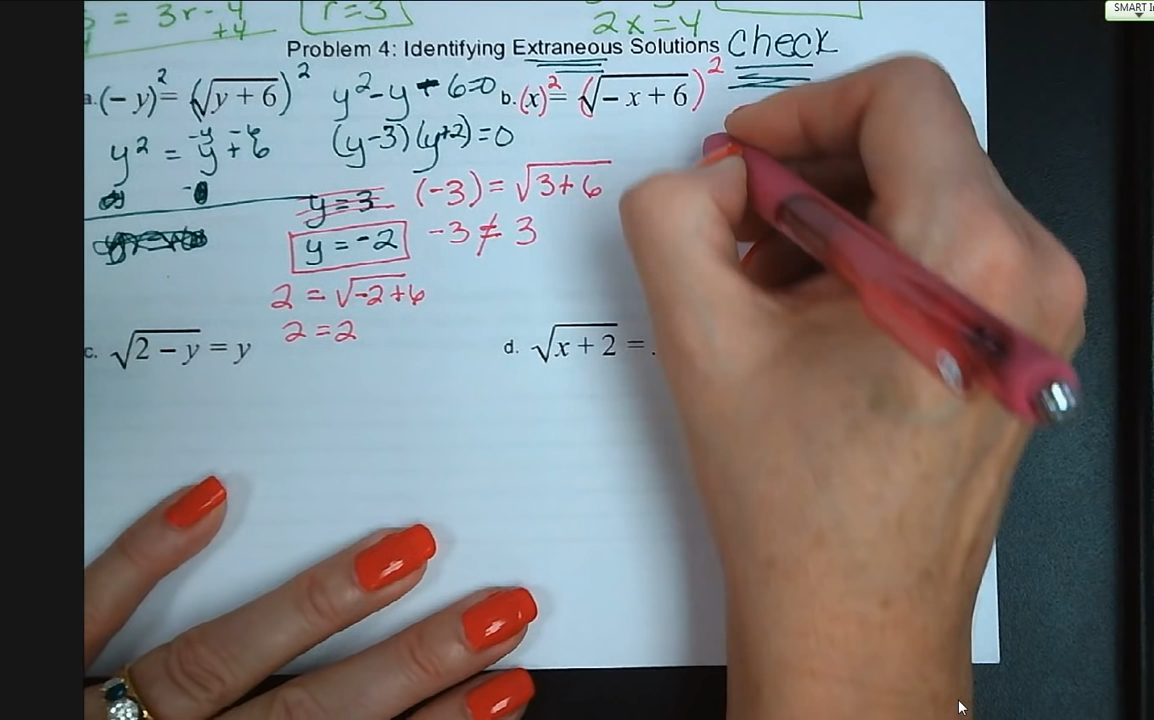 SMART
= 3r - 4
+4
r = 3
2x = 4
Problem 4: Identifying Extraneous Solutions check
a. (-y)² = (√y + 6)²
y² - y - 6 = 0
b. (x)² = (√-x + 6)²
y² = y + 6
-y -6
(y-3)(y+2) = 0
y = 3
(-3) = √3+6
y = -2
-3 ≠ 3
2 = √-2+6
2 = 2
c. √2 - y = y
d. √x + 2 =